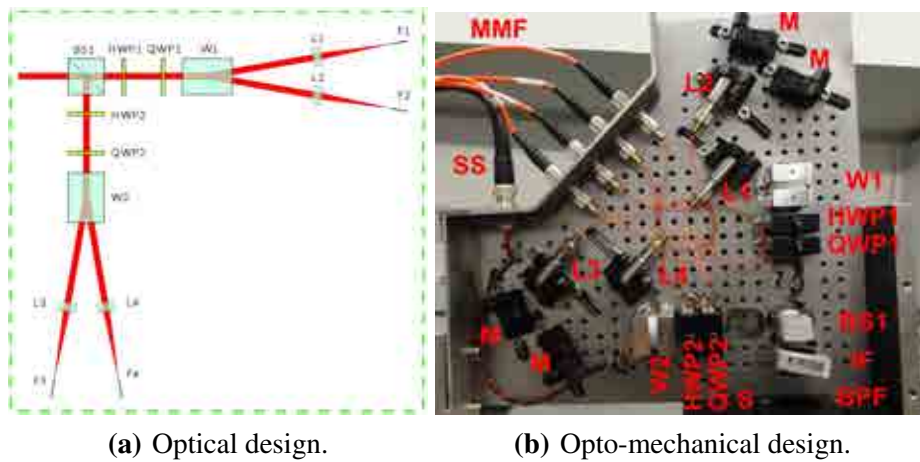 BS1 HWP1 QWP1 W1 L1 F1
L2 F2
HWP2
QWP2
W2
L3 L4
F3 F4
MMF M
M
L2
SS
L1 W1
HWP1
QWP1
L3 L4
BS1
M IF
M W2 HWP2 QWP2 S BPF
(a) Optical design. (b) Opto-mechanical design.